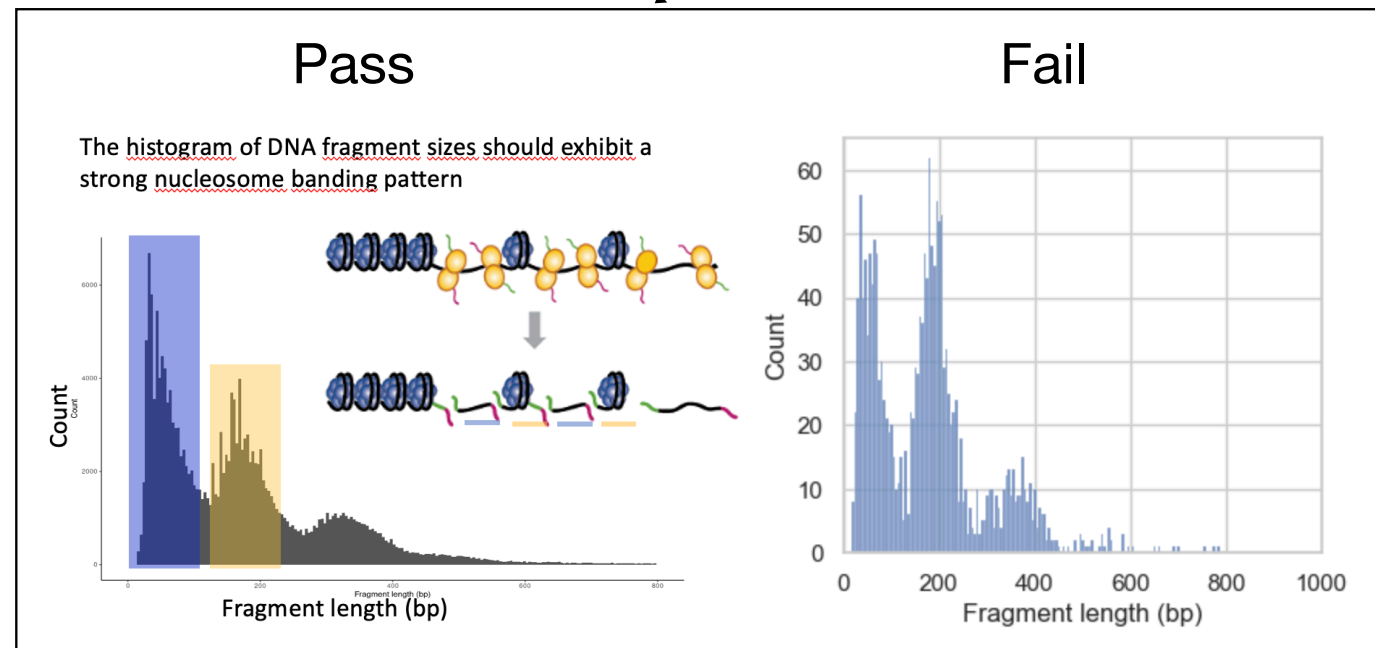 Pass
Fail
The histogram of DNA fragment sizes should exhibit a
strong nucleosome banding pattern
6000
4000
2000
0
Count
Count
0
200
400
600
800
Fragment length (bp)
Fragment length (bp)
60
50
40
30
20
10
0
Count
0
200
400
600
800
1000
Fragment length (bp)